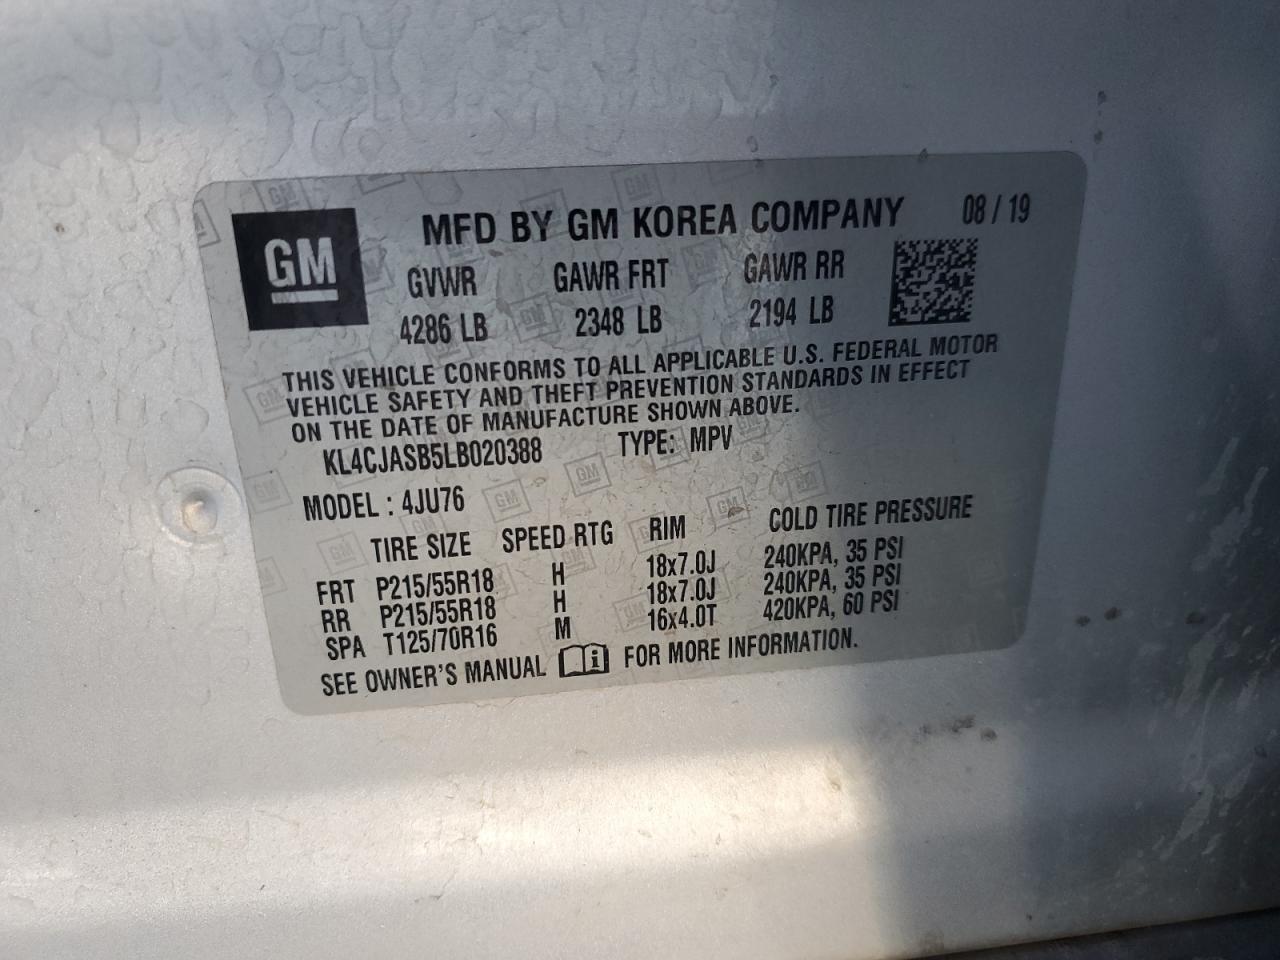 GM
MFD BY GM KOREA COMPANY 08 / 19
GVWR GAWR FRT GAWR RR
4286 LB 2348 LB 2194 LB
THIS VEHICLE CONFORMS TO ALL APPLICABLE U.S. FEDERAL MOTOR
VEHICLE SAFETY AND THEFT PREVENTION STANDARDS IN EFFECT
ON THE DATE OF MANUFACTURE SHOWN ABOVE.
KL4CJASB5LB020388 TYPE: MPV
MODEL : 4JU76
TIRE SIZE SPEED RTG RIM COLD TIRE PRESSURE
FRT P215/55R18 H 18x7.0J 240KPA, 35 PSI
RR P215/55R18 H 18x7.0J 240KPA, 35 PSI
SPA T125/70R16 M 16x4.0T 420KPA, 60 PSI
SEE OWNER'S MANUAL i FOR MORE INFORMATION.